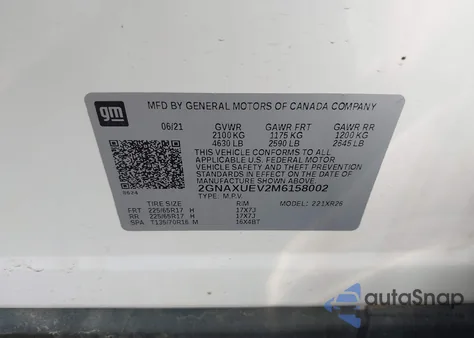 gm
MFD BY GENERAL MOTORS OF CANADA COMPANY
06/21 GVWR GAWR FRT GAWR RR
2100 KG 1175 KG 1200 KG
4630 LB 2590 LB 2645 LB
THIS VEHICLE CONFORMS TO ALL
APPLICABLE U.S. FEDERAL MOTOR
VEHICLE SAFETY AND THEFT PREVENTION
STANDARDS IN EFFECT ON THE DATE OF
MANUFACTURE SHOWN ABOVE.
2GNAXUEV2M6158002
TYPE: M.P.V. MODEL: 221XR26
TIRE SIZE RIM
FRT 225/65R17 H 17X7J
RR 225/65R17 H 17X7J
SPA T135/70R16 M 16X4BT
autaSnap